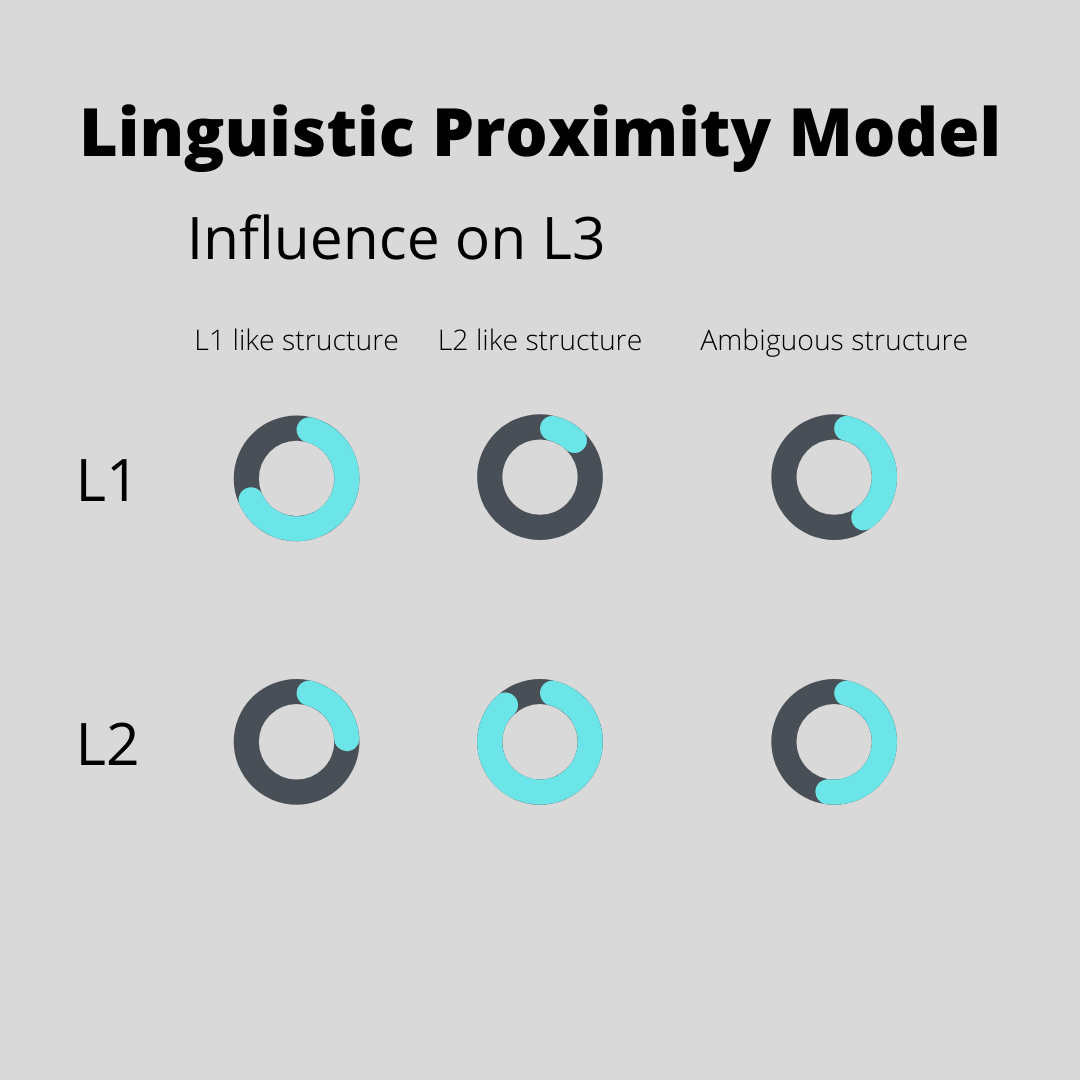 Linguistic Proximity Model
Influence on L3
L1 like structure L2 like structure Ambiguous structure
L1
L2